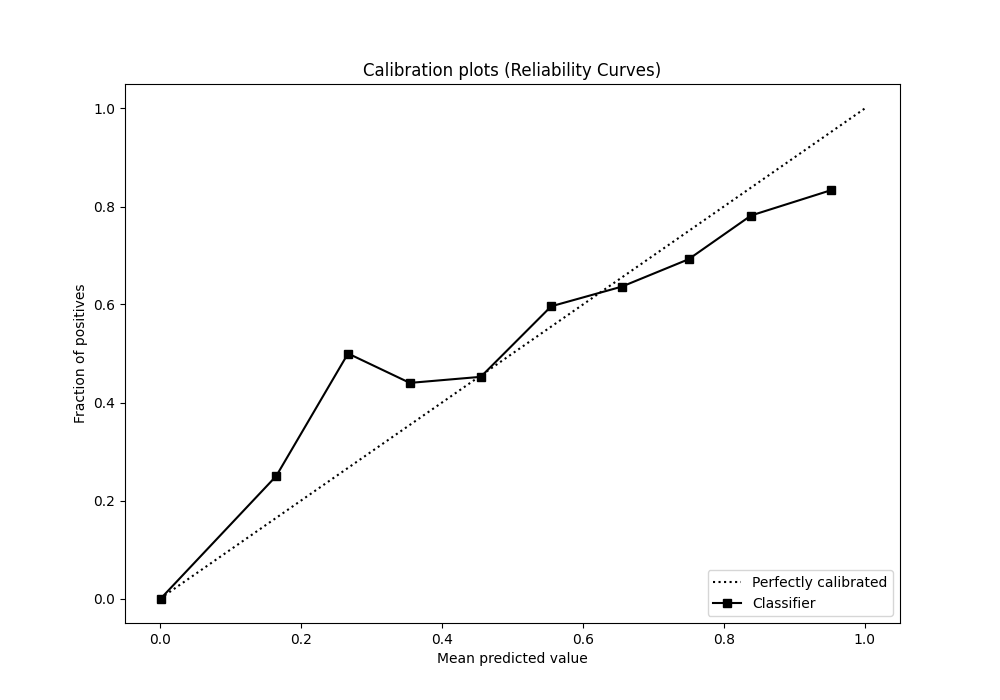 Calibration plots (Reliability Curves)
1.0
0.8
0.6
0.4
0.2
0.0
Fraction of positives
0.0 0.2 0.4 0.6 0.8 1.0
Mean predicted value
Perfectly calibrated
Classifier